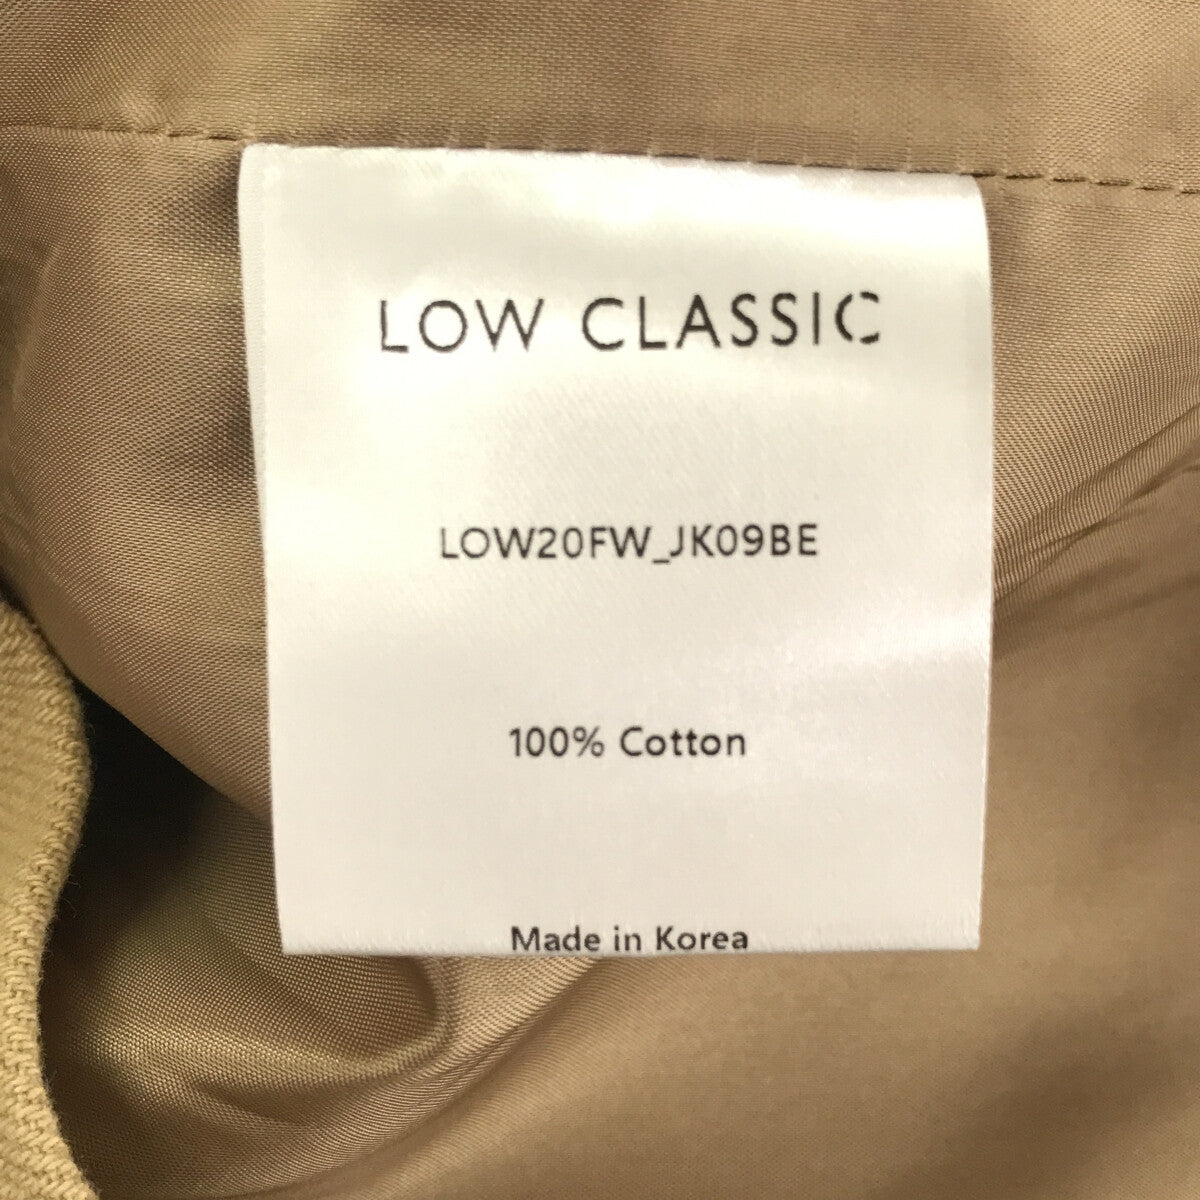 LOW CLASSIC
LOW20FW_JK09BE
100% Cotton
Made in Korea